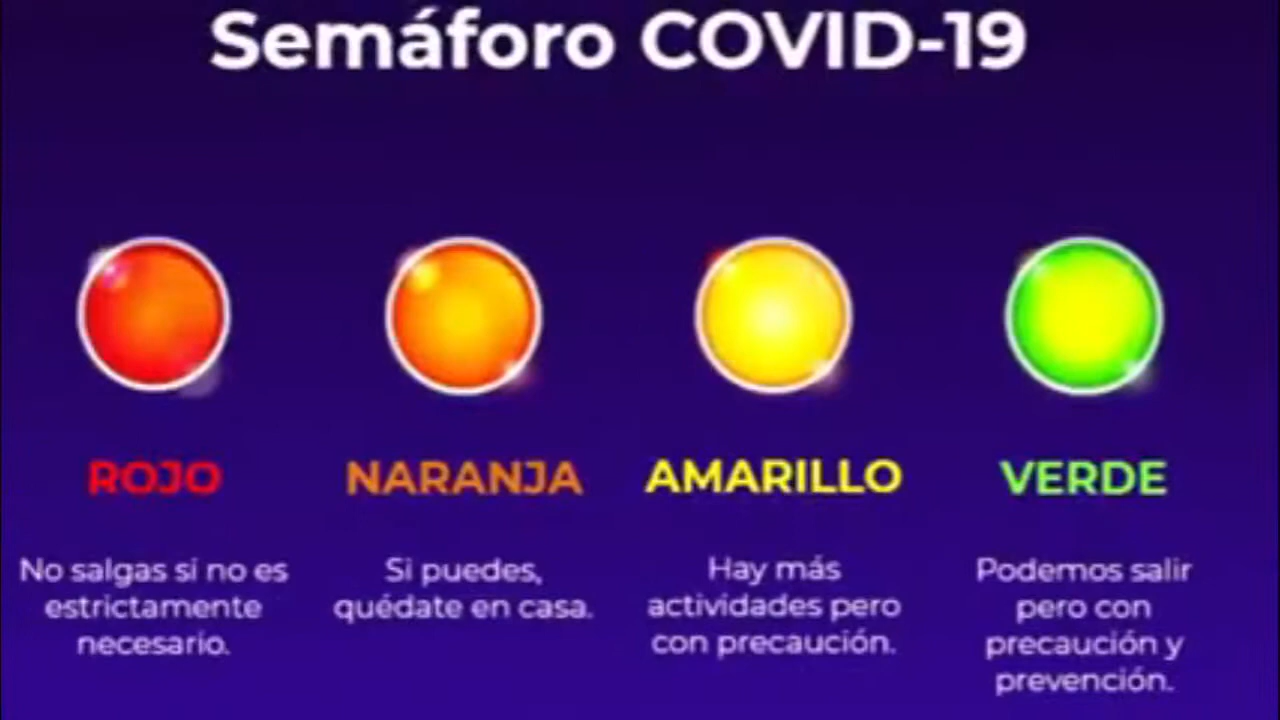 Semáforo COVID-19
ROJO
No salgas si no es
estrictamente
necesario.
NARANJA
Si puedes,
quédate en casa.
AMARILLO
Hay más
actividades pero
con precaución.
VERDE
Podemos salir
pero con
precaución y
prevención.